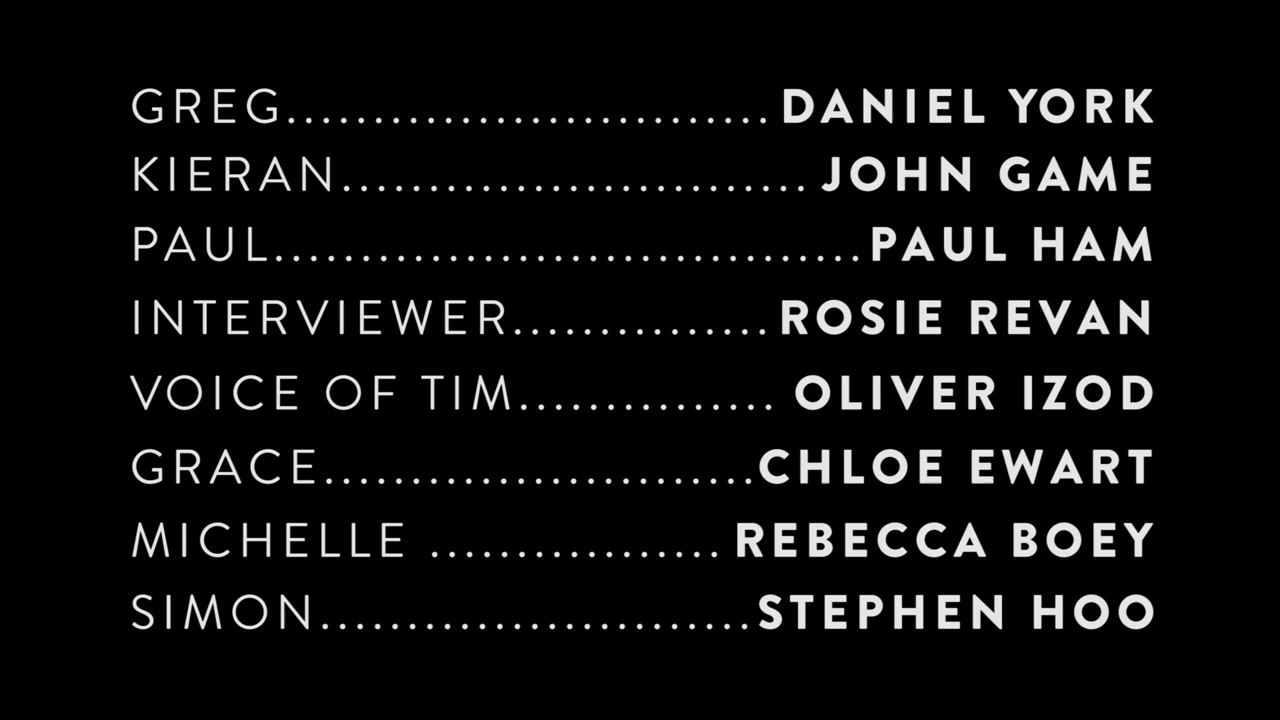 GREG............................. DANIEL YORK
KIERAN............................ JOHN GAME
PAUL....................................PAUL HAM
INTERVIEWER................ROSIE REVAN
VOICE OF TIM................ OLIVER IZOD
GRACE..........................CHLOE EWART
MICHELLE .................. REBECCA BOEY
SIMON..........................STEPHEN HOO